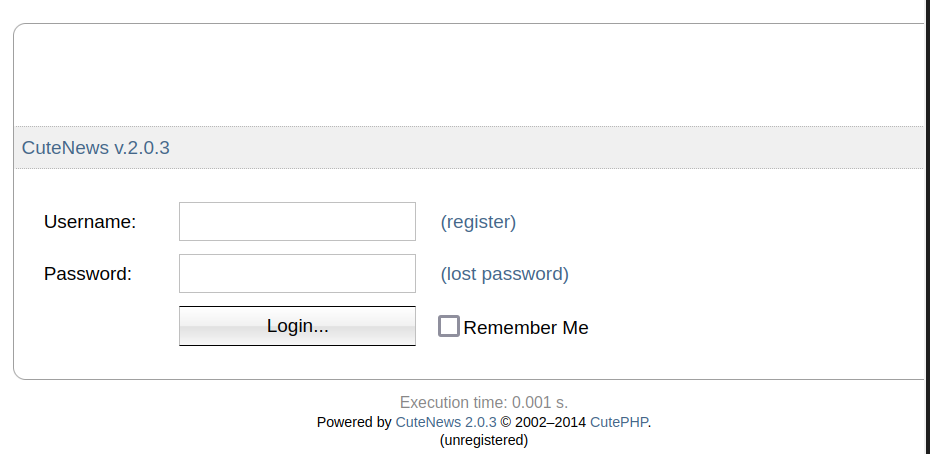 CuteNews v.2.0.3
Username: (register)
Password: (lost password)
Login... Remember Me
Execution time: 0.001 s.
Powered by CuteNews 2.0.3 © 2002–2014 CutePHP.
(unregistered)